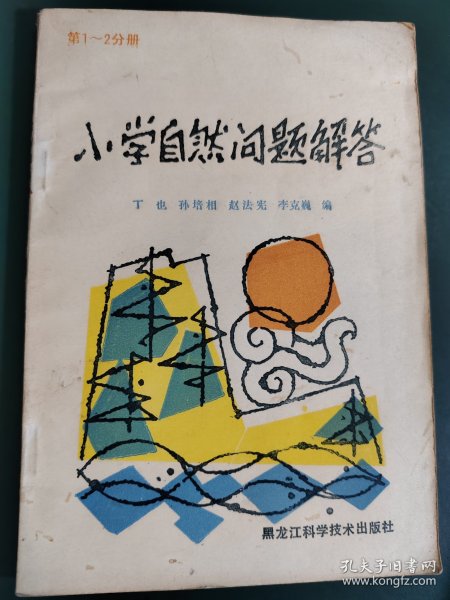 第1～2分册
小学自然问题解答
丁也 孙培相 赵法宪 李克巍 编
黑龙江科学技术出版社
孔夫子旧书网
www.kongfz.com